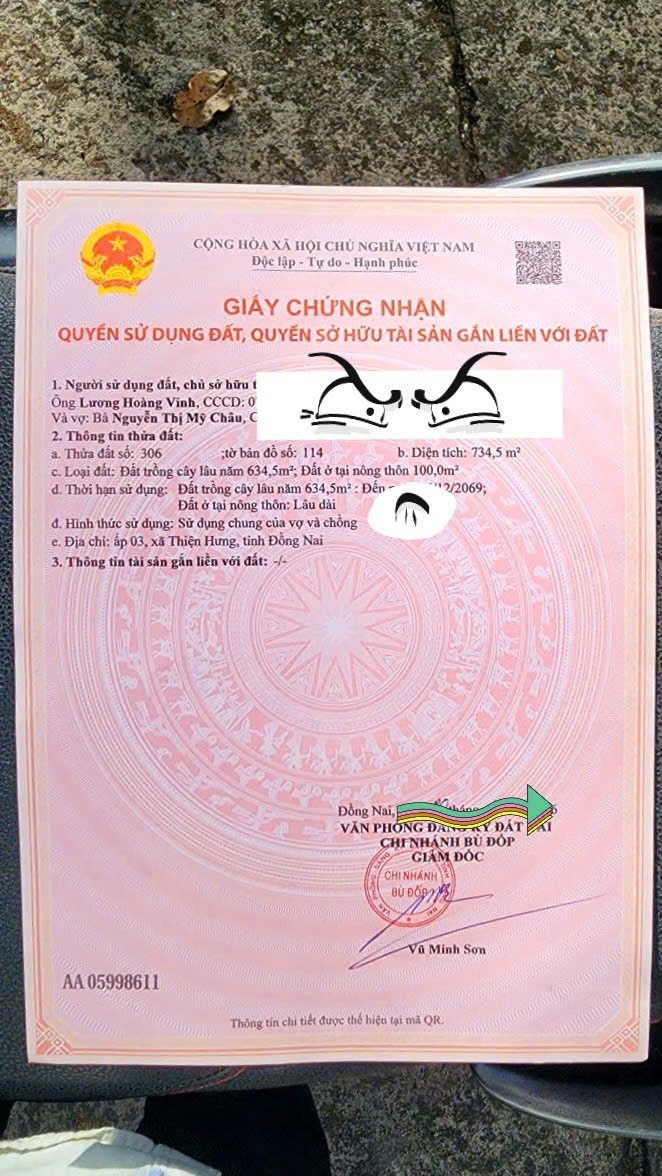 CỘNG HÒA XÃ HỘI CHỦ NGHĨA VIỆT NAM
Độc lập - Tự do - Hạnh phúc
GIẤY CHỨNG NHẬN
QUYỀN SỬ DỤNG ĐẤT, QUYỀN SỞ HỮU TÀI SẢN GẮN LIỀN VỚI ĐẤT
1. Người sử dụng đất, chủ sở hữu
Ông Lương Hoàng Vinh, CCCD: 0
Và vợ: Bà Nguyễn Thị Mỹ Châu,
2. Thông tin thửa đất:
a. Thửa đất số: 306 ;tờ bản đồ số: 114 b. Diện tích: 734,5 m²
c. Loại đất: Đất trồng cây lâu năm 634,5m²; Đất ở tại nông thôn 100,0m²
d. Thời hạn sử dụng: Đất trồng cây lâu năm 634,5m² : Đến /12/2069;
Đất ở tại nông thôn: Lâu dài
đ. Hình thức sử dụng: Sử dụng chung của vợ và chồng
e. Địa chỉ: ấp 03, xã Thiện Hưng, tỉnh Đồng Nai
3. Thông tin tài sản gắn liền với đất: -/-
Đồng Nai,
VĂN PHÒNG ĐĂNG KÝ ĐẤT ĐAI
CHI NHÁNH BÙ ĐỐP
GIÁM ĐỐC
CHI NHÁNH
BÙ ĐỐP
Vũ Minh Sơn
AA 05998611
Thông tin chi tiết được thể hiện tại mã QR.